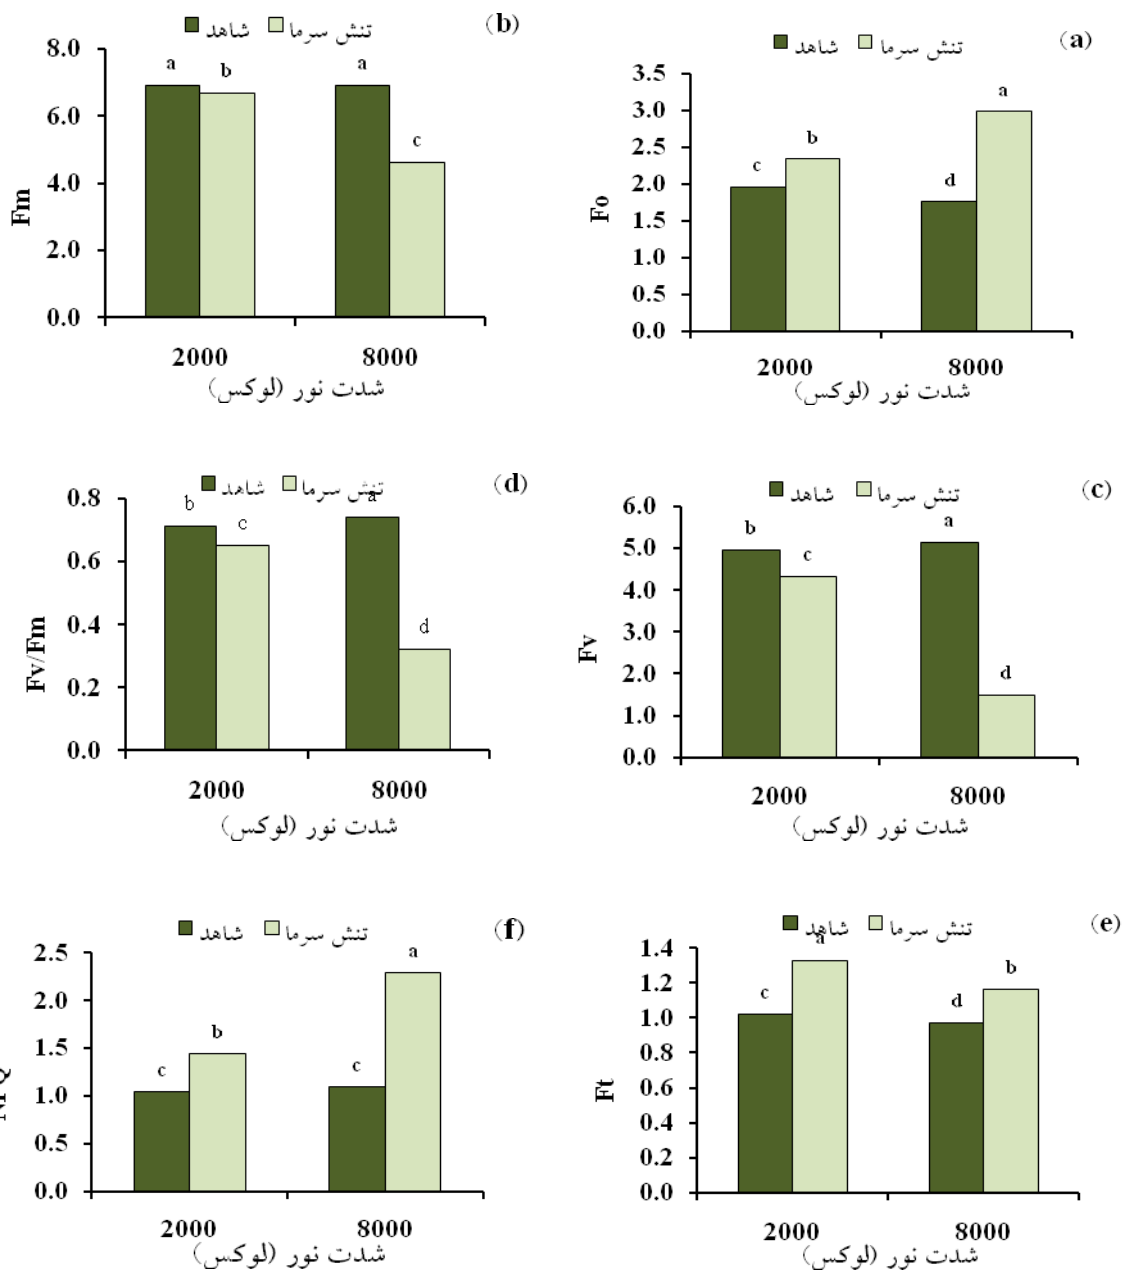 (b)
شاهد تنش سرما
8.0
6.0
4.0
2.0
0.0
Fm
a b a c
2000 8000
شدت نور (لوکس)
(a)
شاهد تنش سرما
3.5
3.0
2.5
2.0
1.5
1.0
0.5
0.0
Fo
c b d a
2000 8000
شدت نور (لوکس)
(d)
شاهد تنش سرما
0.8
0.6
0.4
0.2
0.0
Fv/Fm
b c a d
2000 8000
شدت نور (لوکس)
(c)
شاهد تنش سرما
6.0
5.0
4.0
3.0
2.0
1.0
0.0
Fv
b c a d
2000 8000
شدت نور (لوکس)
(f)
شاهد تنش سرما
2.5
2.0
1.5
1.0
0.5
0.0
NPQ
c b c a
2000 8000
شدت نور (لوکس)
(e)
شاهد تنش سرما
1.4
1.2
1.0
0.8
0.6
0.4
0.2
0.0
Ft
c a d b
2000 8000
شدت نور (لوکس)